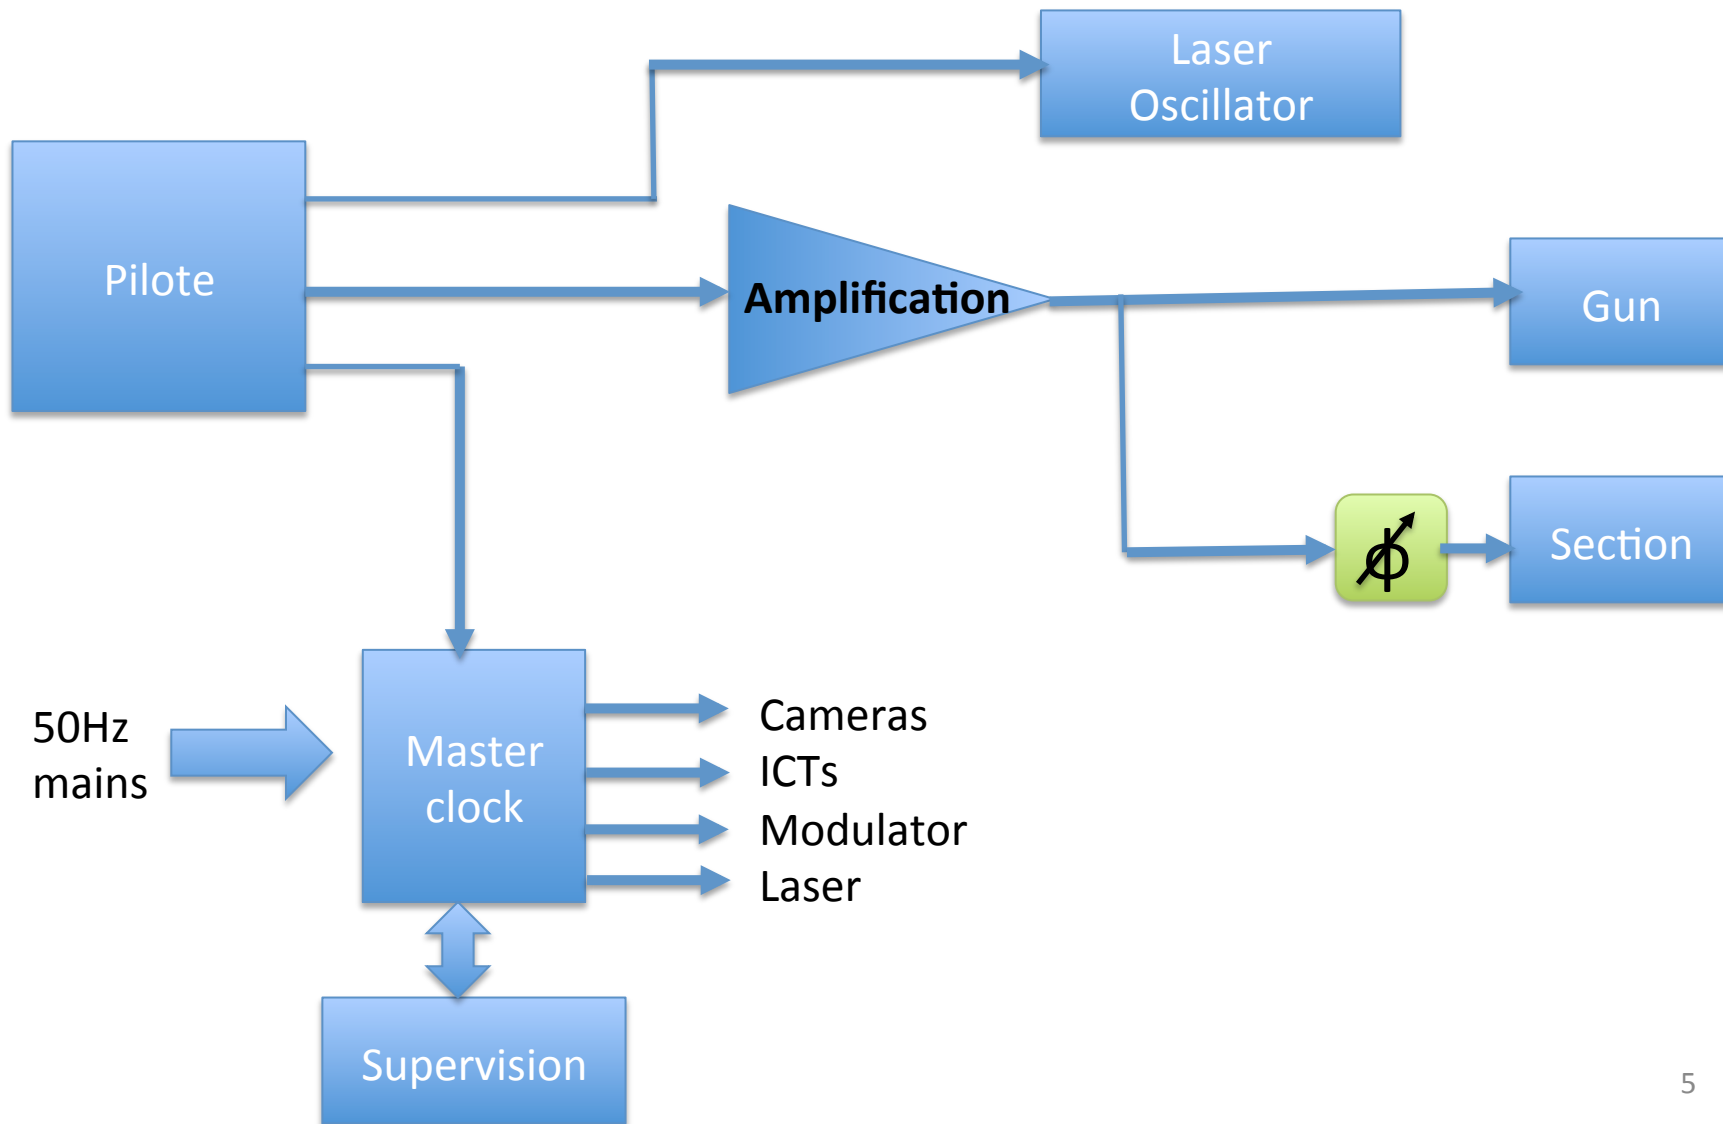 Laser
Oscillator
Pilote
Amplification
Gun
ϕ
Section
50Hz
mains
Master
clock
Cameras
ICTs
Modulator
Laser
Supervision
5